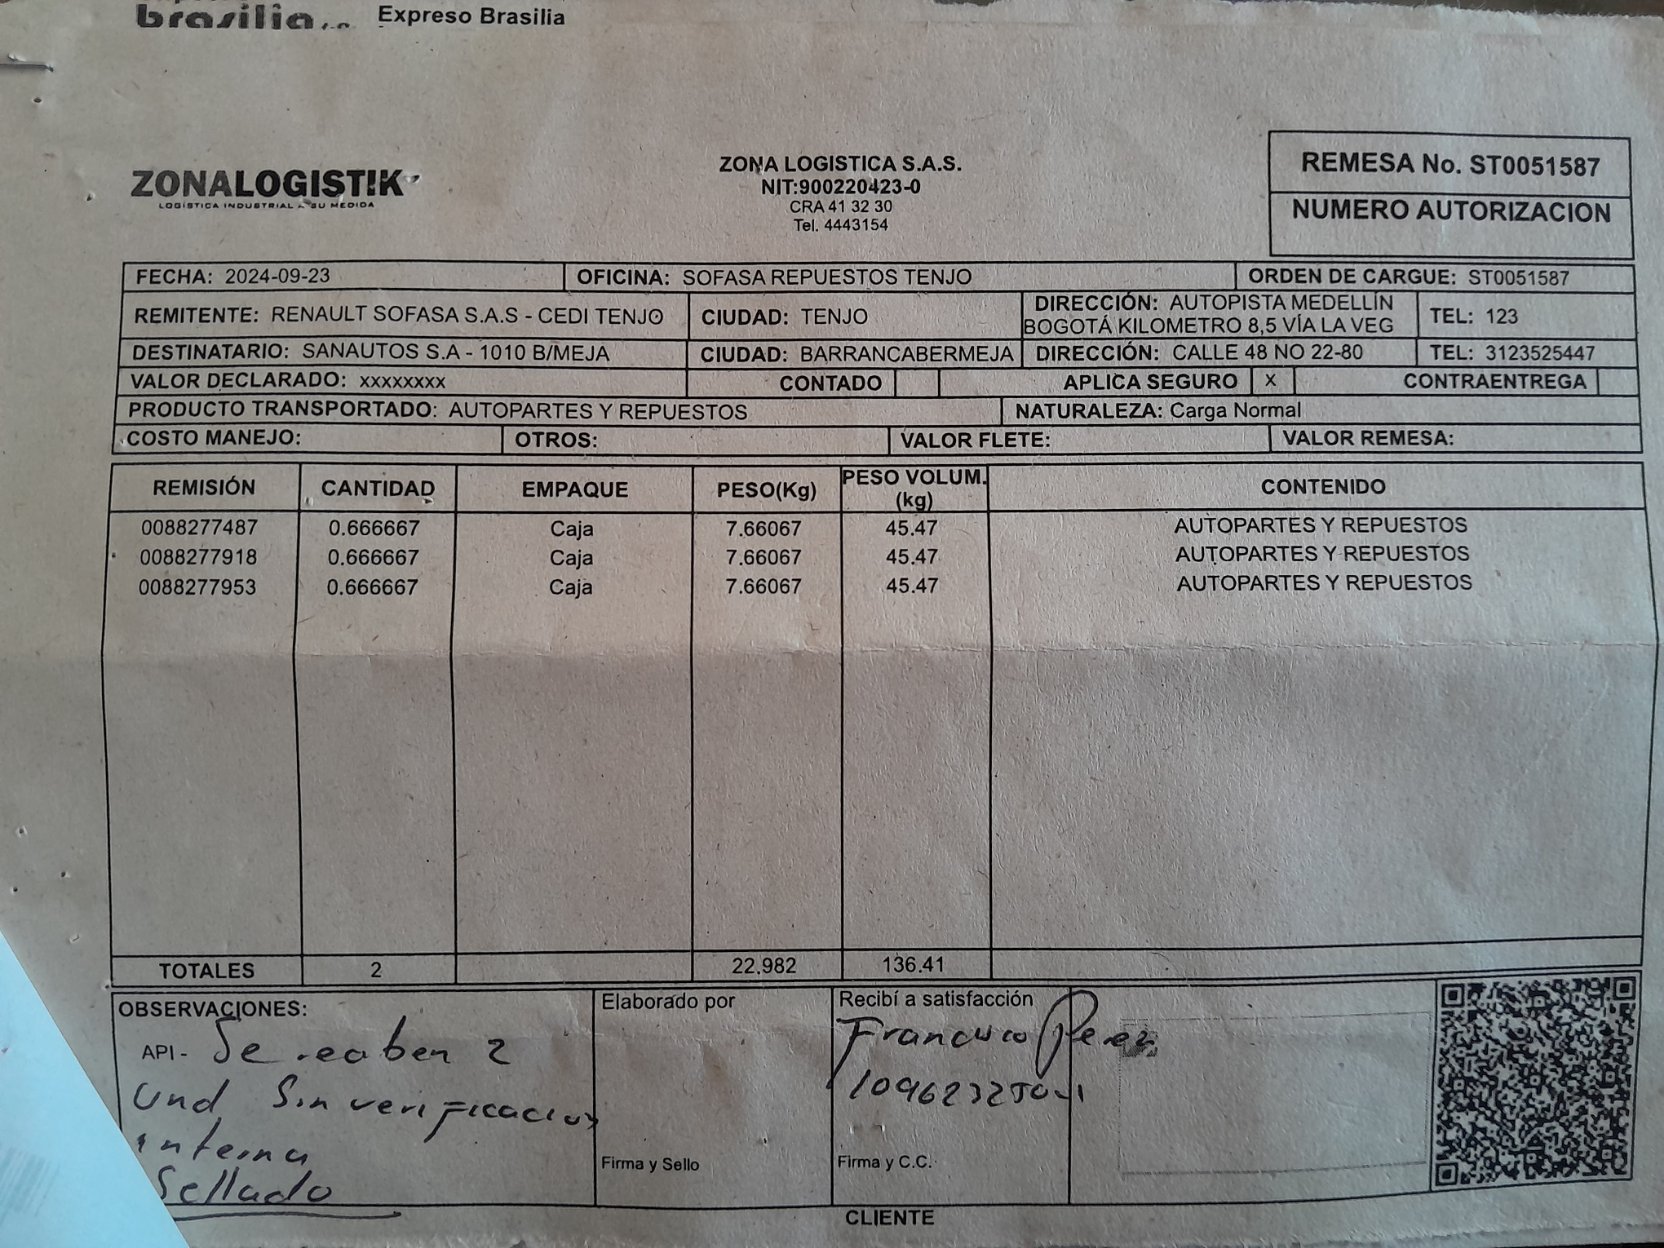 brasilia s.a. Expreso Brasilia
ZONALOGISTIK
LOGÍSTICA INDUSTRIAL A SU MEDIDA
ZONA LOGISTICA S.A.S.
NIT:900220423-0
CRA 41 32 30
Tel. 4443154
REMESA No. ST0051587
NUMERO AUTORIZACION
FECHA: 2024-09-23 OFICINA: SOFASA REPUESTOS TENJO ORDEN DE CARGUE: ST0051587
REMITENTE: RENAULT SOFASA S.A.S - CEDI TENJO CIUDAD: TENJO DIRECCIÓN: AUTOPISTA MEDELLÍN BOGOTÁ KILOMETRO 8,5 VÍA LA VEG TEL: 123
DESTINATARIO: SANAUTOS S.A - 1010 B/MEJA CIUDAD: BARRANCABERMEJA DIRECCIÓN: CALLE 48 NO 22-80 TEL: 3123525447
VALOR DECLARADO: xxxxxxxx CONTADO APLICA SEGURO X CONTRAENTREGA
PRODUCTO TRANSPORTADO: AUTOPARTES Y REPUESTOS NATURALEZA: Carga Normal
COSTO MANEJO: OTROS: VALOR FLETE: VALOR REMESA:
REMISIÓN CANTIDAD EMPAQUE PESO(Kg) PESO VOLUM. (kg) CONTENIDO
0088277487 0.666667 Caja 7.66067 45.47 AUTOPARTES Y REPUESTOS
0088277918 0.666667 Caja 7.66067 45.47 AUTOPARTES Y REPUESTOS
0088277953 0.666667 Caja 7.66067 45.47 AUTOPARTES Y REPUESTOS
TOTALES 2 22.982 136.41
OBSERVACIONES:
API- Se reciben 2
Und Sin verificacion
interna
Sellado
Elaborado por
Firma y Sello
Recibí a satisfacción
Francisco Perez
Firma y C.C.
CLIENTE